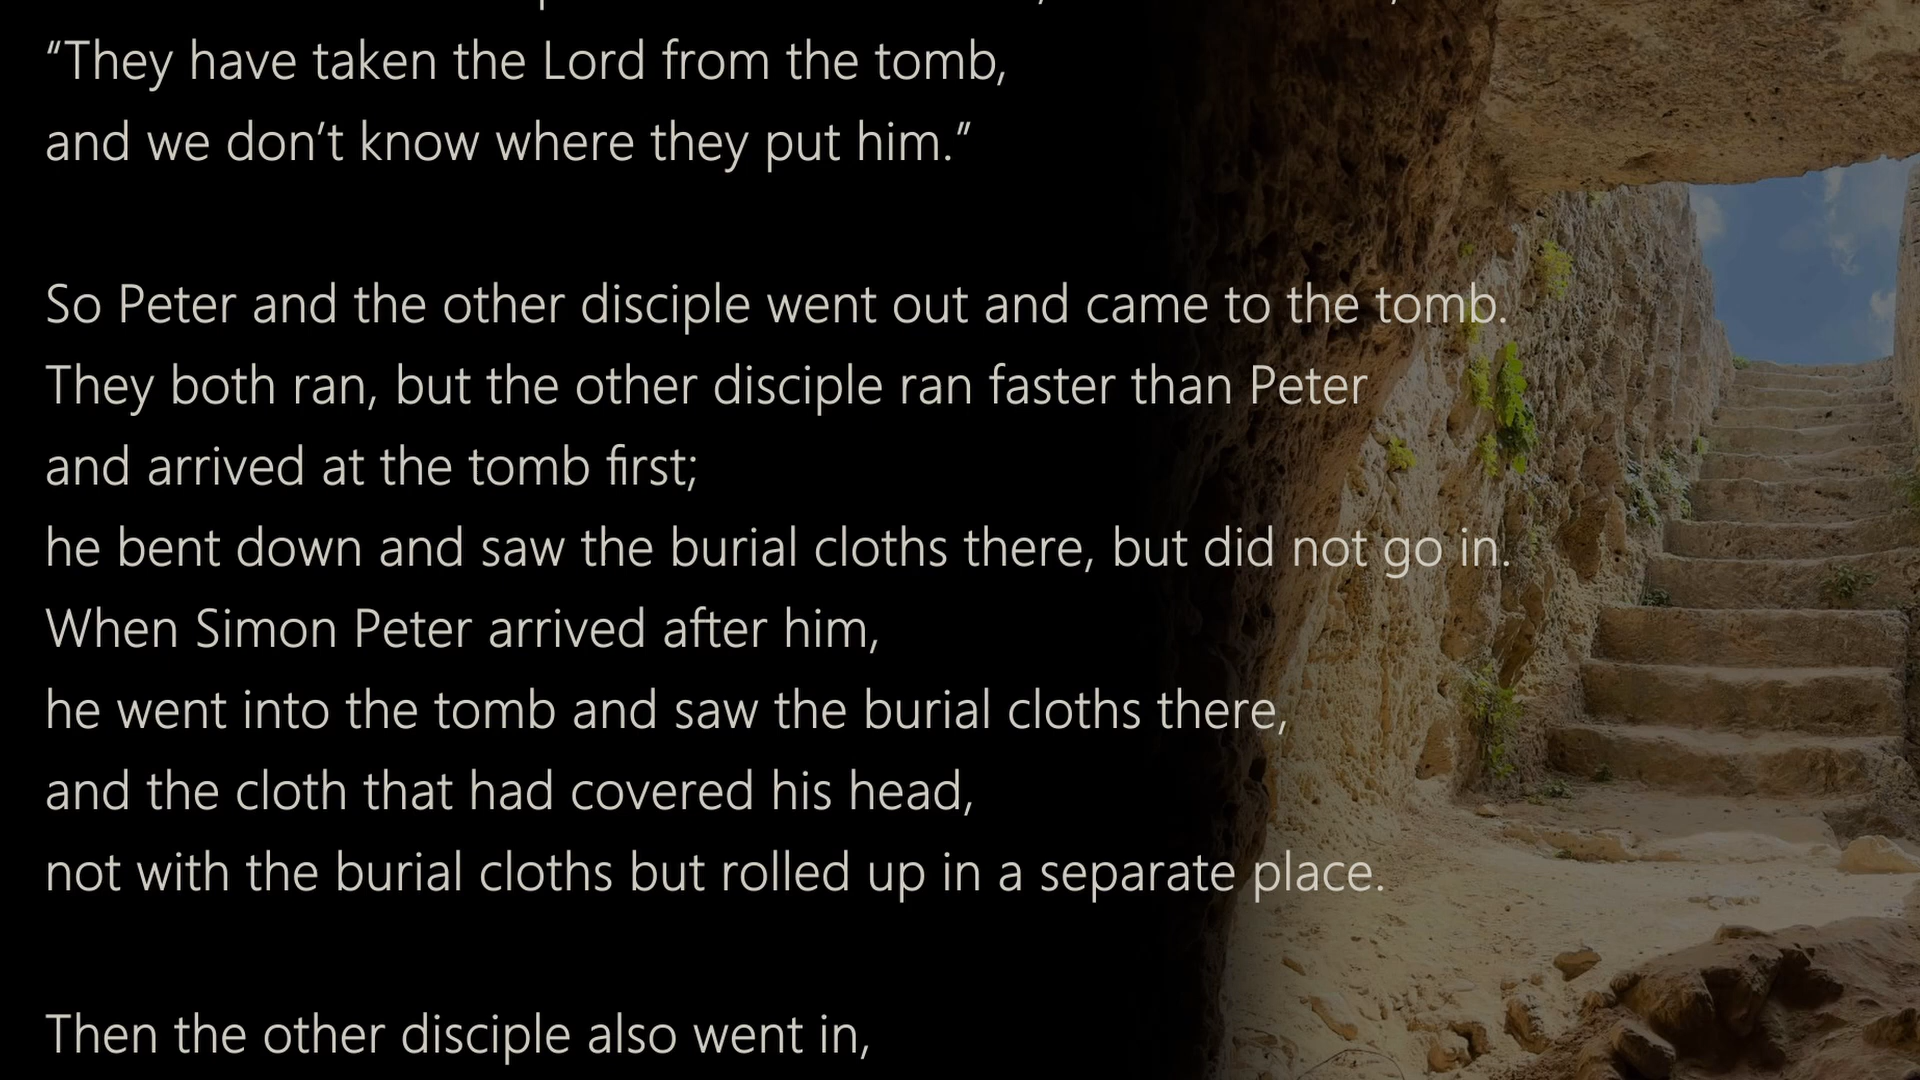 “They have taken the Lord from the tomb,
and we don’t know where they put him.”
So Peter and the other disciple went out and came to the tomb.
They both ran, but the other disciple ran faster than Peter
and arrived at the tomb first;
he bent down and saw the burial cloths there, but did not go in.
When Simon Peter arrived after him,
he went into the tomb and saw the burial cloths there,
and the cloth that had covered his head,
not with the burial cloths but rolled up in a separate place.
Then the other disciple also went in,